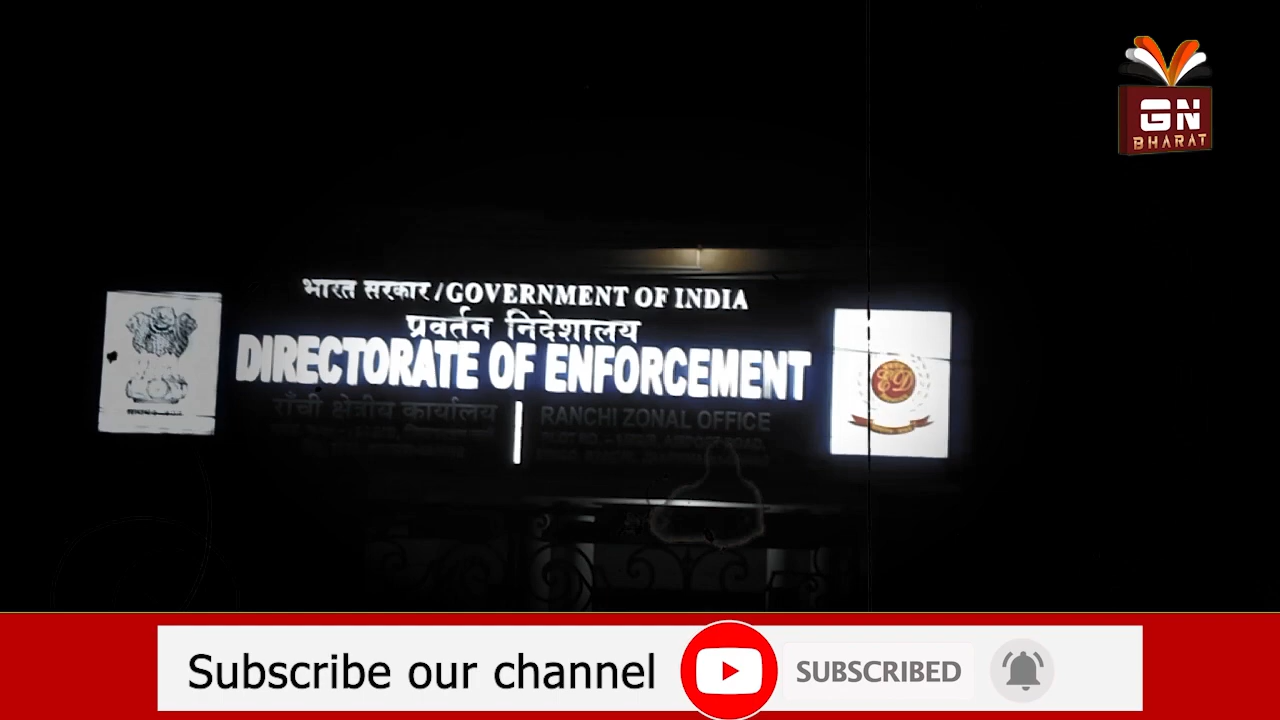 GN
BHARAT
भारत सरकार/GOVERNMENT OF INDIA
प्रवर्तन निदेशालय
DIRECTORATE OF ENFORCEMENT
राँची क्षेत्रीय कार्यालय
RANCHI ZONAL OFFICE
ED
Subscribe our channel
SUBSCRIBED